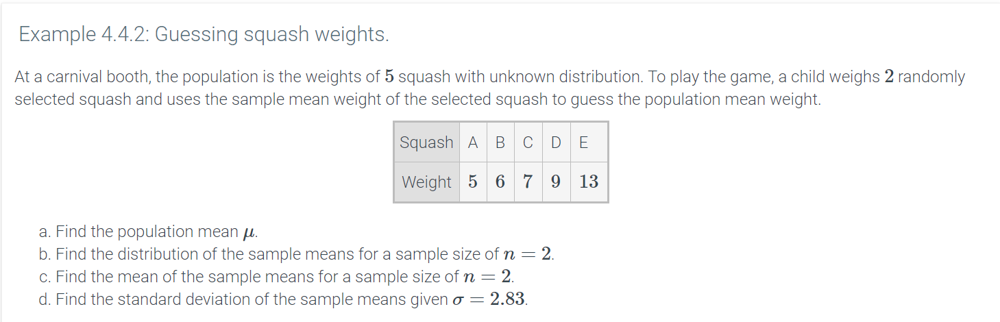 Example 4.4.2: Guessing squash weights.
At a carnival booth, the population is the weights of 5 squash with unknown distribution. To play the game, a child weighs 2 randomly
selected squash and uses the sample mean weight of the selected squash to guess the population mean weight.
Squash A B C D E
Weight 5 6 7 9 13
a. Find the population mean μ.
b. Find the distribution of the sample means for a sample size of n = 2.
c. Find the mean of the sample means for a sample size of n = 2.
d. Find the standard deviation of the sample means given σ = 2.83.